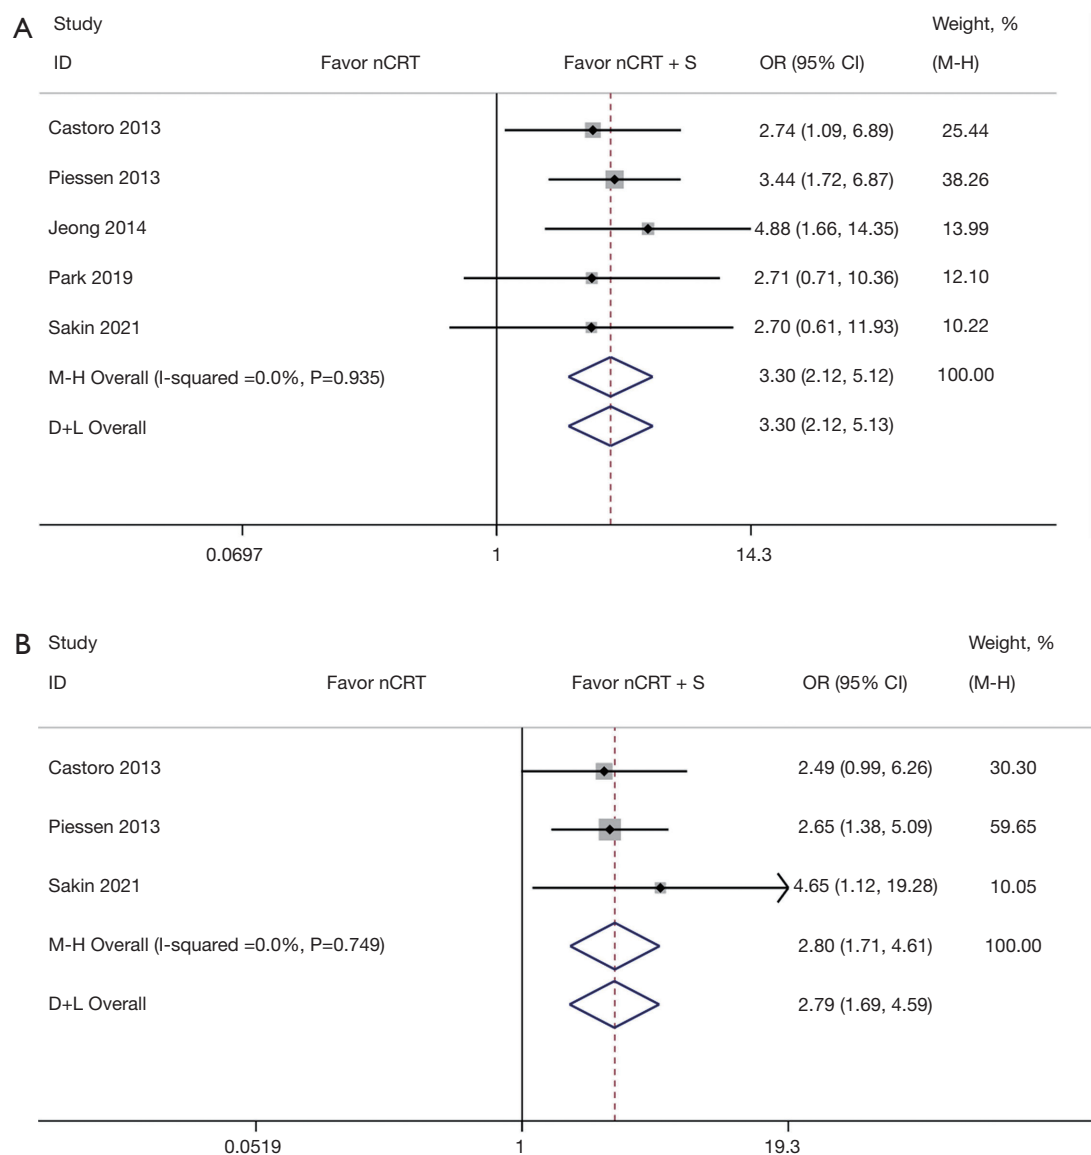 A Study Weight, %
ID Favor nCRT Favor nCRT + S OR (95% CI) (M-H)
Castoro 2013 2.74 (1.09, 6.89) 25.44
Piessen 2013 3.44 (1.72, 6.87) 38.26
Jeong 2014 4.88 (1.66, 14.35) 13.99
Park 2019 2.71 (0.71, 10.36) 12.10
Sakin 2021 2.70 (0.61, 11.93) 10.22
M-H Overall (I-squared =0.0%, P=0.935) 3.30 (2.12, 5.12) 100.00
D+L Overall 3.30 (2.12, 5.13)
0.0697 1 14.3
B Study Weight, %
ID Favor nCRT Favor nCRT + S OR (95% CI) (M-H)
Castoro 2013 2.49 (0.99, 6.26) 30.30
Piessen 2013 2.65 (1.38, 5.09) 59.65
Sakin 2021 4.65 (1.12, 19.28) 10.05
M-H Overall (I-squared =0.0%, P=0.749) 2.80 (1.71, 4.61) 100.00
D+L Overall 2.79 (1.69, 4.59)
0.0519 1 19.3